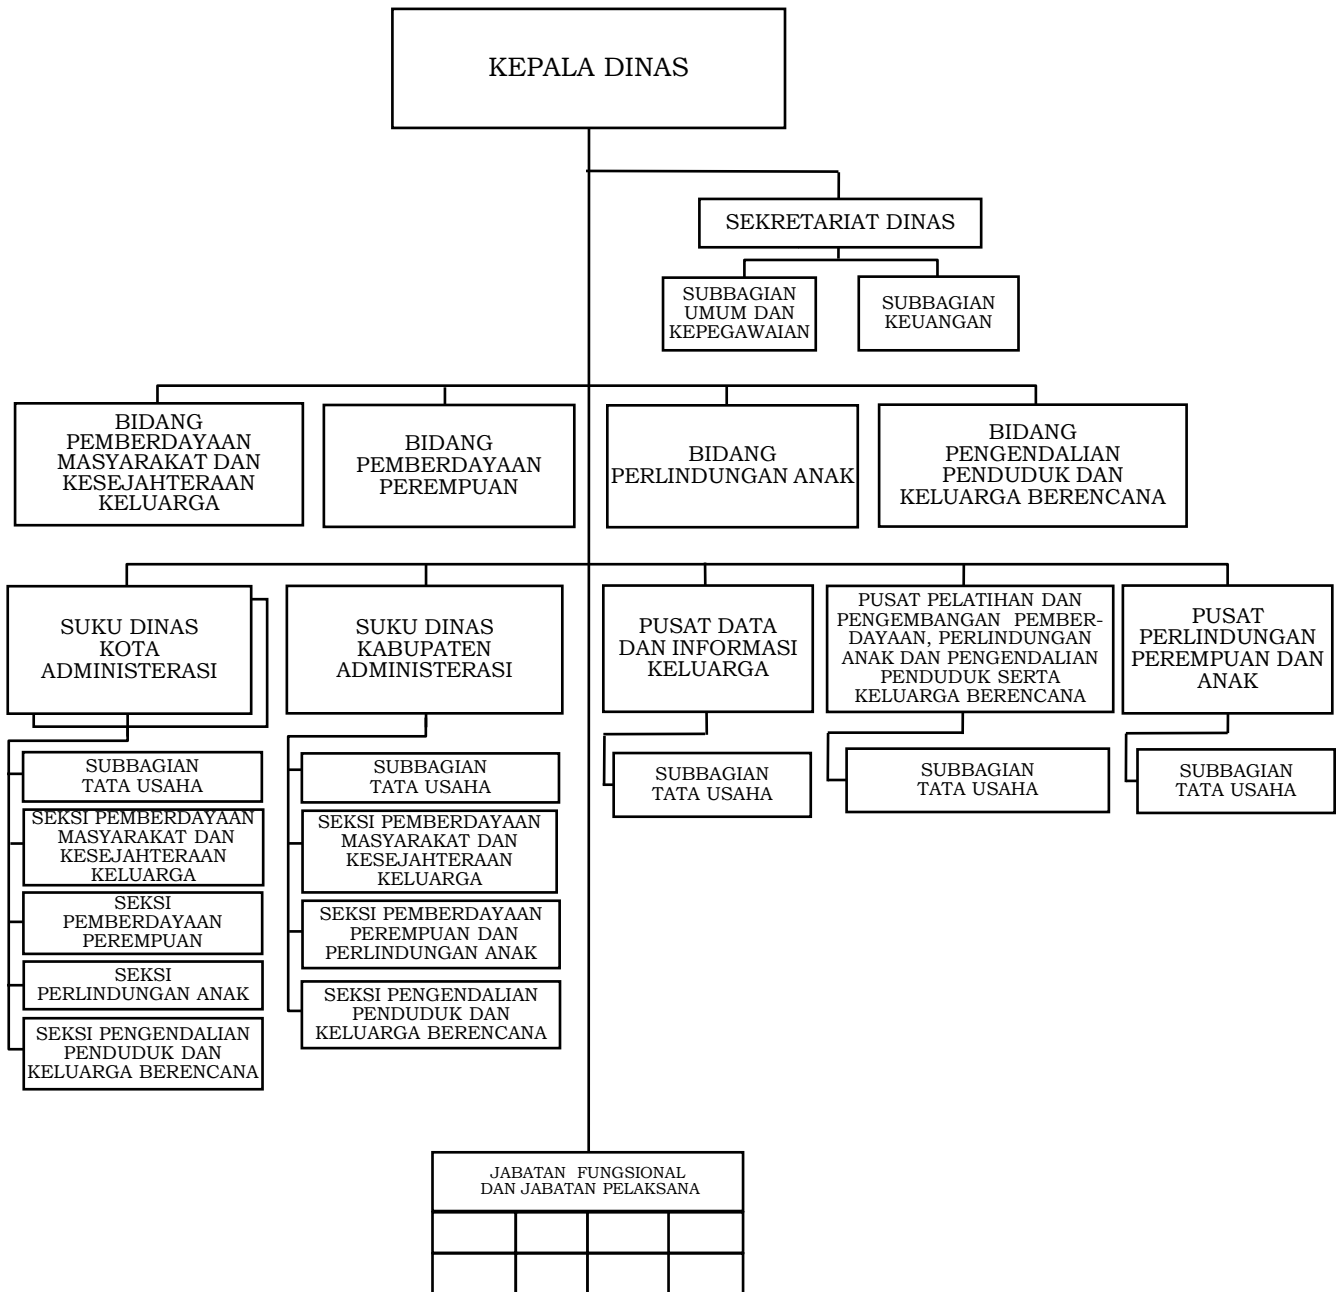 KEPALA DINAS
SEKRETARIAT DINAS
SUBBAGIAN
UMUM DAN
KEPEGAWAIAN
SUBBAGIAN
KEUANGAN
BIDANG
PEMBERDAYAAN
MASYARAKAT DAN
KESEJAHTERAAN
KELUARGA
BIDANG
PEMBERDAYAAN
PEREMPUAN
BIDANG
PERLINDUNGAN ANAK
BIDANG
PENGENDALIAN
PENDUDUK DAN
KELUARGA BERENCANA
SUKU DINAS
KOTA
ADMINISTERASI
SUKU DINAS
KABUPATEN
ADMINISTERASI
PUSAT DATA
DAN INFORMASI
KELUARGA
PUSAT PELATIHAN DAN
PENGEMBANGAN PEMBER-
DAYAAN, PERLINDUNGAN
ANAK DAN PENGENDALIAN
PENDUDUK SERTA
KELUARGA BERENCANA
PUSAT
PERLINDUNGAN
PEREMPUAN DAN
ANAK
SUBBAGIAN
TATA USAHA
SEKSI PEMBERDAYAAN
MASYARAKAT DAN
KESEJAHTERAAN
KELUARGA
SEKSI
PEMBERDAYAAN
PEREMPUAN
SEKSI
PERLINDUNGAN ANAK
SEKSI PENGENDALIAN
PENDUDUK DAN
KELUARGA BERENCANA
SUBBAGIAN
TATA USAHA
SEKSI PEMBERDAYAAN
MASYARAKAT DAN
KESEJAHTERAAN
KELUARGA
SEKSI PEMBERDAYAAN
PEREMPUAN DAN
PERLINDUNGAN ANAK
SEKSI PENGENDALIAN
PENDUDUK DAN
KELUARGA BERENCANA
SUBBAGIAN
TATA USAHA
SUBBAGIAN
TATA USAHA
SUBBAGIAN
TATA USAHA
JABATAN FUNGSIONAL
DAN JABATAN PELAKSANA